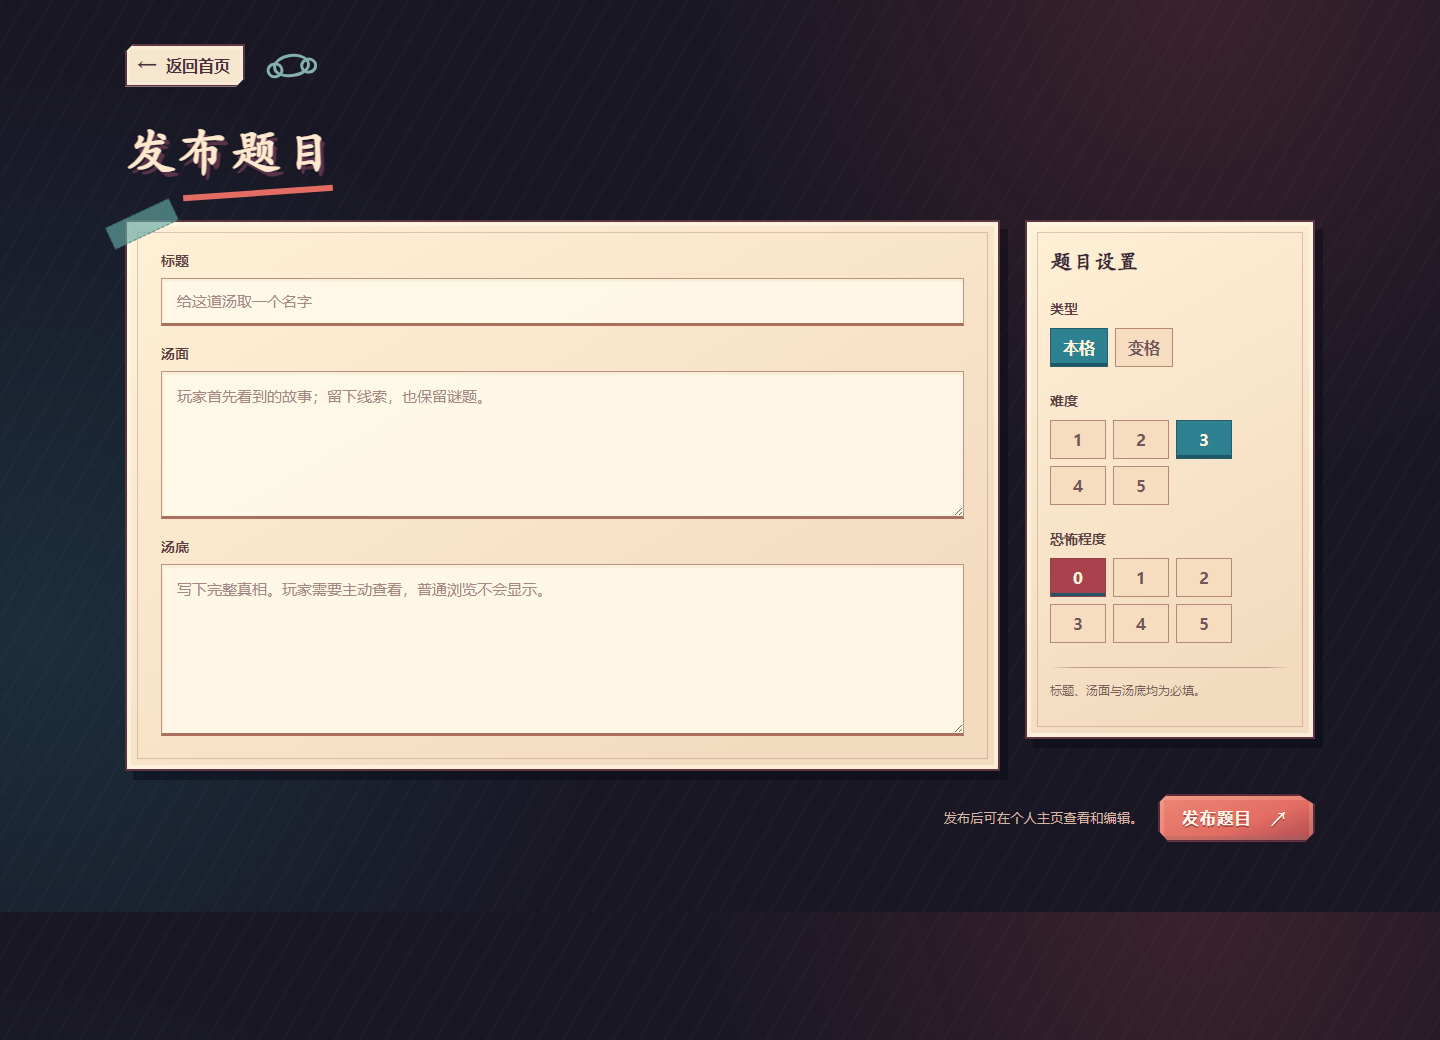 ← 返回首页
发布题目
标题
给这道汤取一个名字
汤面
玩家首先看到的故事；留下线索，也保留谜题。
汤底
写下完整真相。玩家需要主动查看，普通浏览不会显示。
题目设置
类型
本格 变格
难度
1 2 3
4 5
恐怖程度
0 1 2
3 4 5
标题、汤面与汤底均为必填。
发布后可在个人主页查看和编辑。
发布题目 ↗